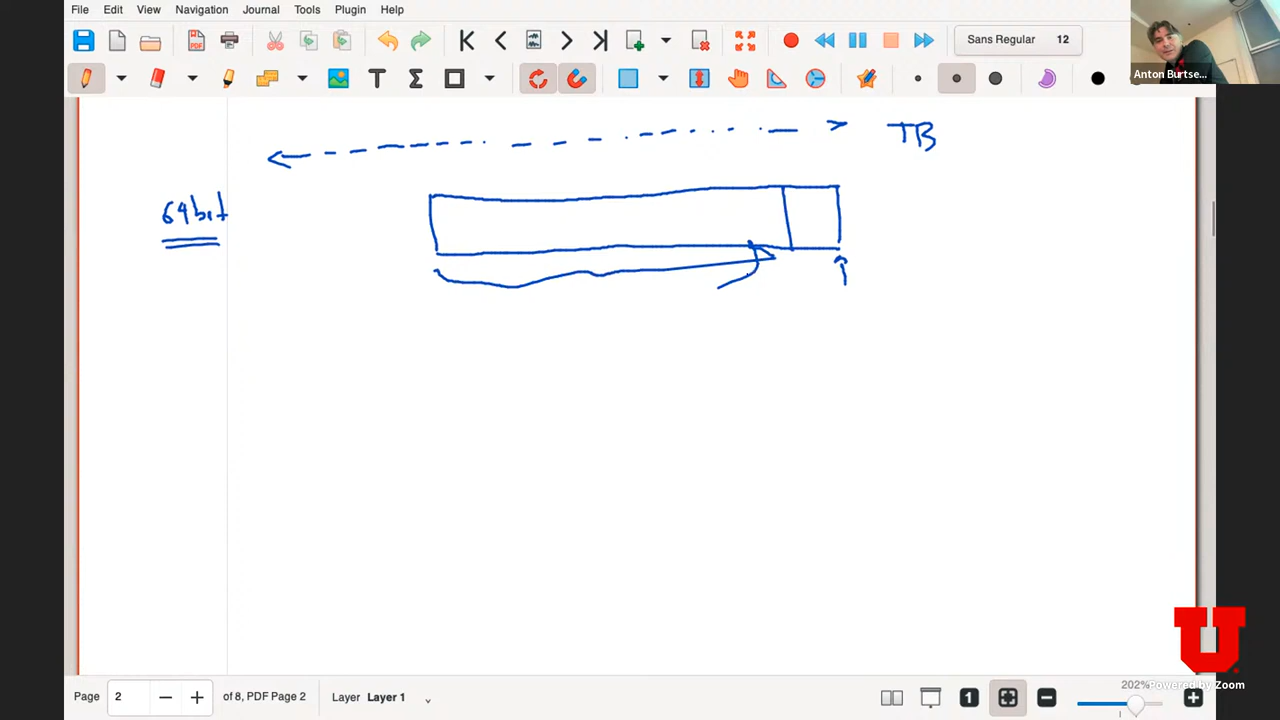 File Edit View Navigation Journal Tools Plugin Help
Sans Regular 12
Anton Burtse...
TB
64bit
U
Powered by Zoom
202%
Page 2 of 8, PDF Page 2 Layer Layer 1